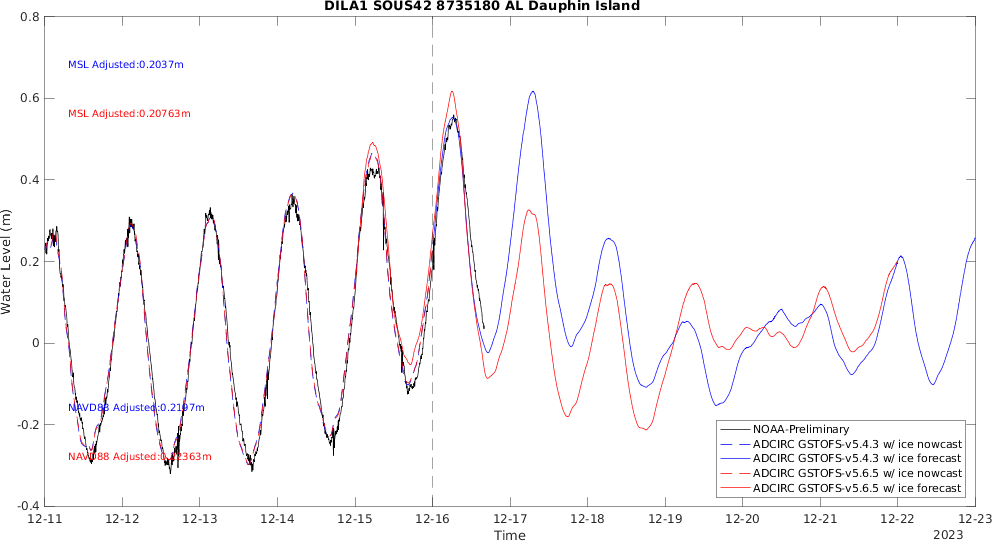 DILA1 SOUS42 8735180 AL Dauphin Island
0.8
MSL Adjusted:0.2037m
0.6
MSL Adjusted:0.20763m
0.4
0.2
Water Level (m)
0
NAVD88 Adjusted:0.2197m
-0.2
NOAA-Preliminary
ADCIRC GSTOFS-v5.4.3 w/ ice nowcast
NAVD88
ADCIRC GSTOFS-v5.4.3 w/ ice forecast
ADCIRC GSTOFS-v5.6.5 w/ ice nowcast
ADCIRC GSTOFS-v5.6.5 w/ ice forecast
-0.4
12-11 12-12 12-13 12-14 12-15 12-16 12-17 12-18 12-19 12-20 12-21 12-22 12-23
Time
2023